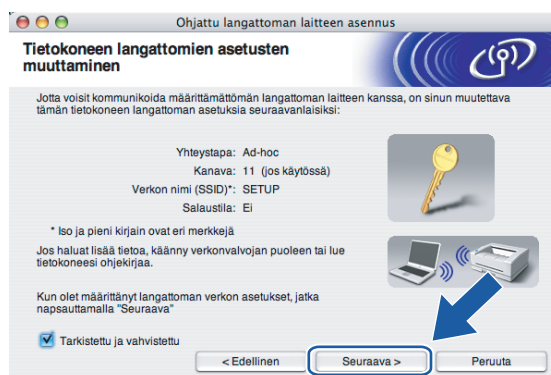 Ohjattu langattoman laitteen asennus
Tietokoneen langattomien asetusten
muuttaminen
Jotta voisit kommunikoida määrittämättömän langattoman laitteen kanssa, on sinun muutettava
tämän tietokoneen langattoman asetuksia seuraavanlaisiksi:
Yhteystapa: Ad-hoc
Kanava: 11 (jos käytössä)
Verkon nimi (SSID)*: SETUP
Salaustila: Ei
* Iso ja pieni kirjain ovat eri merkkejä
Jos haluat lisää tietoa, käänny verkonvalvojan puoleen tai lue
tietokoneesi ohjekirjaa.
Kun olet määrittänyt langattoman verkon asetukset, jatka
napsauttamalla "Seuraava"
Tarkistettu ja vahvistettu
< Edellinen Seuraava > Peruuta